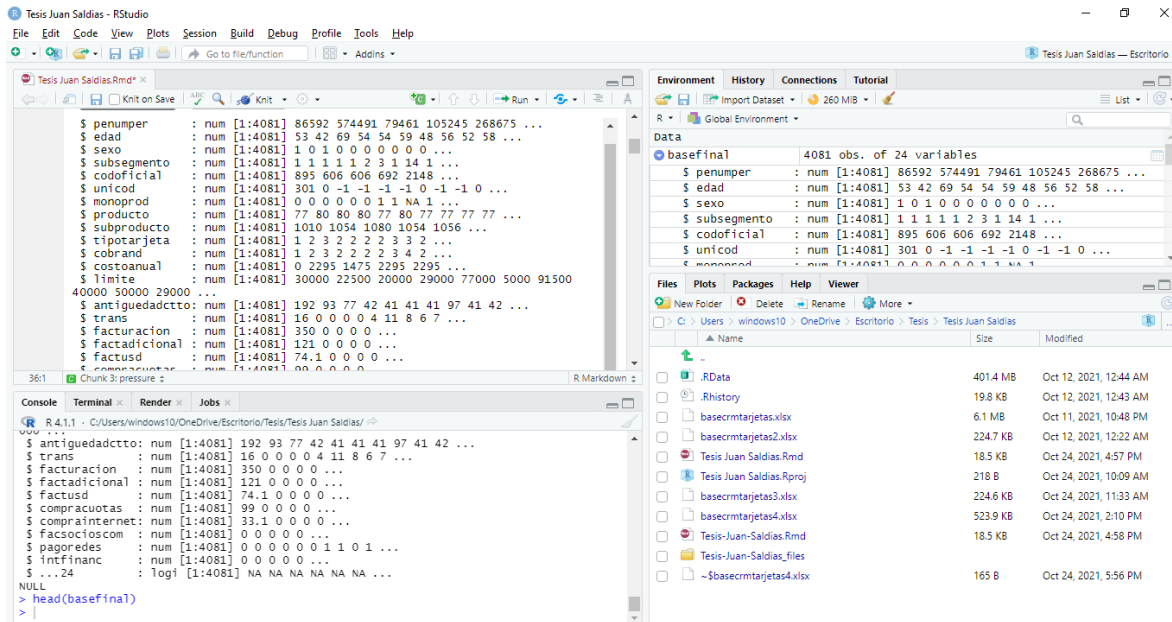 Tesis Juan Saldias - RStudio
File Edit Code View Plots Session Build Debug Profile Tools Help
Go to file/function Addins Tesis Juan Saldias — Escritorio
Tesis Juan Saldias.Rmd*
Knit on Save ABC Knit Run
$ penumper : num [1:4081] 86592 574491 79461 105245 268675 ...
$ edad : num [1:4081] 53 42 69 54 54 59 48 56 52 58 ...
$ sexo : num [1:4081] 1 0 1 0 0 0 0 0 0 0 ...
$ subsegmento : num [1:4081] 1 1 1 1 1 2 3 1 14 1 ...
$ codoficial : num [1:4081] 895 606 606 692 2148 ...
$ unicod : num [1:4081] 301 0 -1 -1 -1 -1 0 -1 -1 0 ...
$ monoprod : num [1:4081] 0 0 0 0 0 0 1 1 NA 1 ...
$ producto : num [1:4081] 77 80 80 80 77 80 77 77 77 77 ...
$ subproducto : num [1:4081] 1010 1054 1080 1054 1056 ...
$ tipotarjeta : num [1:4081] 1 2 3 2 2 2 2 3 3 2 ...
$ cobrand : num [1:4081] 1 2 3 2 2 2 2 3 4 2 ...
$ costoanual : num [1:4081] 0 2295 1475 2295 2295 ...
$ limite : num [1:4081] 30000 22500 20000 29000 77000 5000 91500
40000 50000 29000 ...
$ antiguedadctto: num [1:4081] 192 93 77 42 41 41 41 97 41 42 ...
$ trans : num [1:4081] 16 0 0 0 0 4 11 8 6 7 ...
$ facturacion : num [1:4081] 350 0 0 0 0 ...
$ factadicional : num [1:4081] 121 0 0 0 0 ...
$ factusd : num [1:4081] 74.1 0 0 0 0 ...
$ compracuotas : num [1:4081] 99 0 0 0 0
36:1 Chunk 3: pressure R Markdown
Console Terminal Render Jobs
R 4.1.1 · C:/Users/windows10/OneDrive/Escritorio/Tesis/Tesis Juan Saldias/
000 ...
$ antiguedadctto: num [1:4081] 192 93 77 42 41 41 41 97 41 42 ...
$ trans : num [1:4081] 16 0 0 0 0 4 11 8 6 7 ...
$ facturacion : num [1:4081] 350 0 0 0 0 ...
$ factadicional : num [1:4081] 121 0 0 0 0 ...
$ factusd : num [1:4081] 74.1 0 0 0 0 ...
$ compracuotas : num [1:4081] 99 0 0 0 0 ...
$ comprainternet: num [1:4081] 33.1 0 0 0 0 ...
$ facsocioscom : num [1:4081] 0 0 0 0 0 ...
$ pagoredes : num [1:4081] 0 0 0 0 0 0 1 1 0 1 ...
$ intfinanc : num [1:4081] 0 0 0 0 0 ...
$ ...24 : logi [1:4081] NA NA NA NA NA NA ...
NULL
> head(basefinal)
>
Environment History Connections Tutorial
Import Dataset 260 MiB List
R Global Environment
Data
basefinal 4081 obs. of 24 variables
$ penumper : num [1:4081] 86592 574491 79461 105245 268675 ...
$ edad : num [1:4081] 53 42 69 54 54 59 48 56 52 58 ...
$ sexo : num [1:4081] 1 0 1 0 0 0 0 0 0 0 ...
$ subsegmento : num [1:4081] 1 1 1 1 1 2 3 1 14 1 ...
$ codoficial : num [1:4081] 895 606 606 692 2148 ...
$ unicod : num [1:4081] 301 0 -1 -1 -1 -1 0 -1 -1 0 ...
$ monoprod : num [1:4081] 0 0 0 0 0 0 1 1 NA 1
Files Plots Packages Help Viewer
New Folder Delete Rename More
C: > Users > windows10 > OneDrive > Escritorio > Tesis > Tesis Juan Saldias
Name Size Modified
..
.RData 401.4 MB Oct 12, 2021, 12:44 AM
.Rhistory 19.8 KB Oct 12, 2021, 12:43 AM
basecrmtarjetas.xlsx 6.1 MB Oct 11, 2021, 10:48 PM
basecrmtarjetas2.xlsx 224.7 KB Oct 12, 2021, 12:22 AM
Tesis Juan Saldias.Rmd 18.5 KB Oct 24, 2021, 4:57 PM
Tesis Juan Saldias.Rproj 218 B Oct 24, 2021, 10:09 AM
basecrmtarjetas3.xlsx 224.6 KB Oct 24, 2021, 11:33 AM
basecrmtarjetas4.xlsx 523.9 KB Oct 24, 2021, 2:10 PM
Tesis-Juan-Saldias.Rmd 18.5 KB Oct 24, 2021, 4:58 PM
Tesis-Juan-Saldias_files
~$basecrmtarjetas4.xlsx 165 B Oct 24, 2021, 5:56 PM